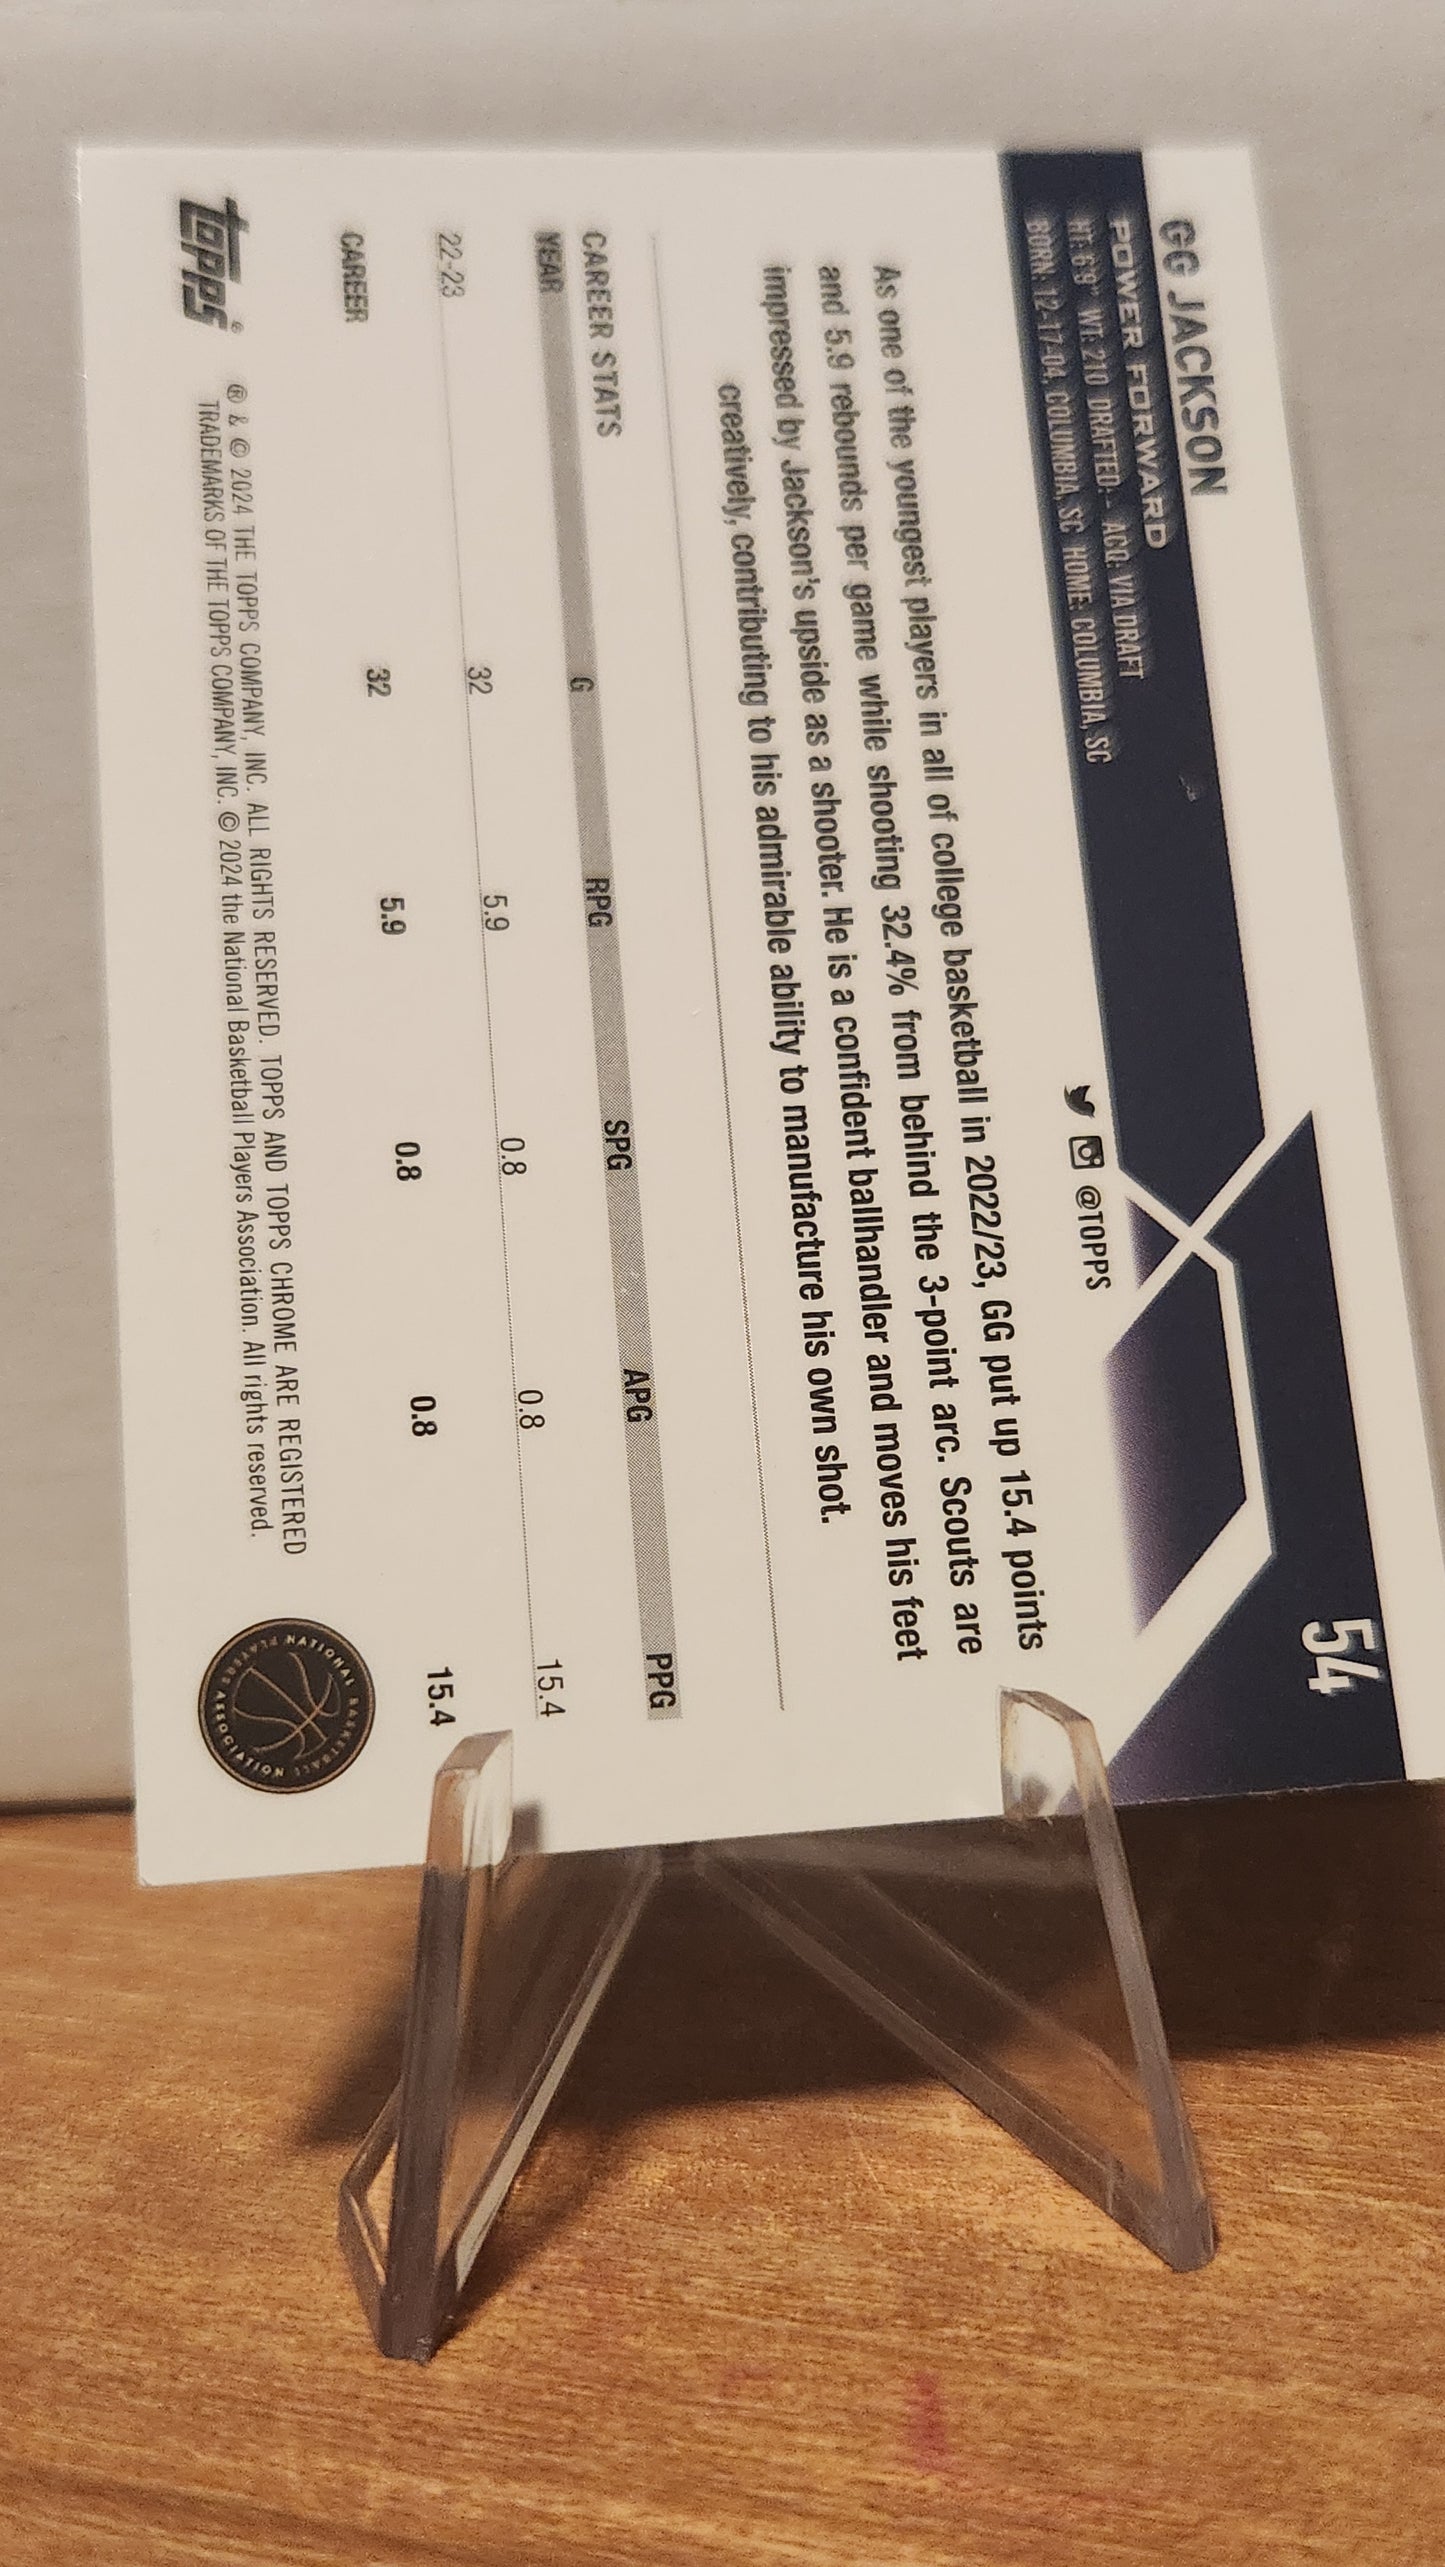 54
GG JACKSON
POWER FORWARD
HT: 6'9" WT: 210 DRAFTED: - ACQ: VIA DRAFT
BORN: 12-17-04, COLUMBIA, SC HOME: COLUMBIA, SC
@TOPPS
As one of the youngest players in all of college basketball in 2022/23, GG put up 15.4 points
and 5.9 rebounds per game while shooting 32.4% from behind the 3-point arc. Scouts are
impressed by Jackson's upside as a shooter. He is a confident ballhandler and moves his feet
creatively, contributing to his admirable ability to manufacture his own shot.
CAREER STATS
YEAR G RPG SPG APG PPG
22-23 32 5.9 0.8 0.8 15.4
CAREER 32 5.9 0.8 0.8 15.4
topps®
® & © 2024 THE TOPPS COMPANY, INC. ALL RIGHTS RESERVED. TOPPS AND TOPPS CHROME ARE REGISTERED
TRADEMARKS OF THE TOPPS COMPANY, INC. © 2024 the National Basketball Players Association. All rights reserved.
NATIONAL BASKETBALL PLAYERS ASSOCIATION